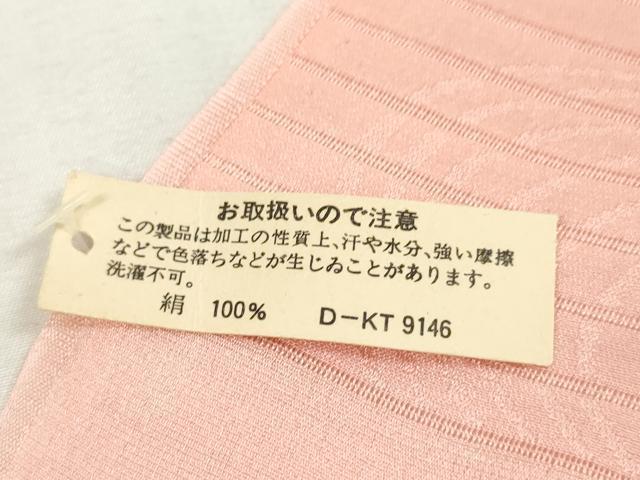 お取扱いので注意
この製品は加工の性質上、汗や水分、強い摩擦
などで色落ちなどが生じゐことがあります。
洗濯不可。
絹 100% D-KT 9146